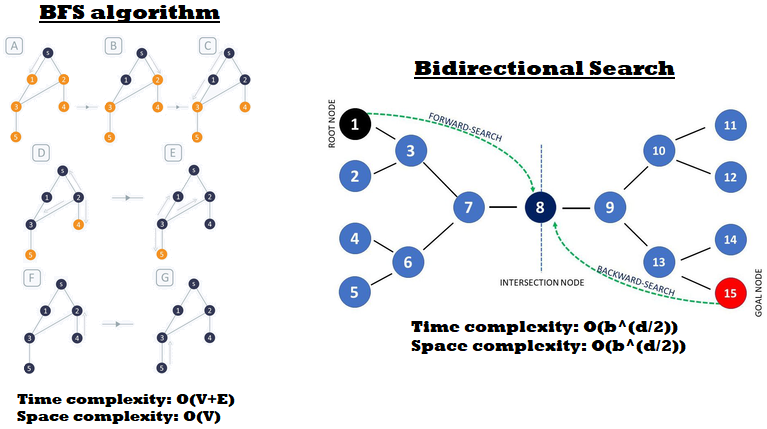 BFS algorithm
A
B
C
S
1
2
3
4
5
S
1
2
3
4
5
S
1
2
3
4
5
D
E
S
1
2
3
4
5
S
1
2
3
4
5
F
G
S
1
2
3
4
5
S
1
2
3
4
5
Time complexity: O(V+E)
Space complexity: O(V)
Bidirectional Search
ROOT NODE
FORWARD-SEARCH
1
2
3
4
5
6
7
8
9
10
11
12
13
14
15
INTERSECTION NODE
BACKWARD-SEARCH
GOAL NODE
Time complexity: O(b^(d/2))
Space complexity: O(b^(d/2))